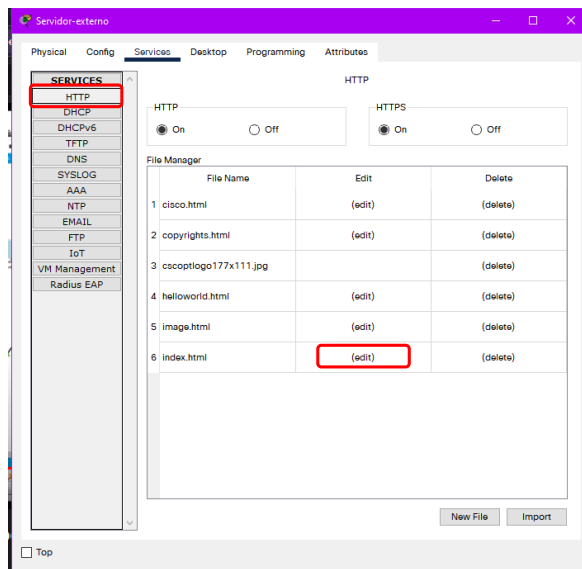 Servidor-externo
Physical Config Services Desktop Programming Attributes
SERVICES
HTTP
DHCP
DHCPv6
TFTP
DNS
SYSLOG
AAA
NTP
EMAIL
FTP
IoT
VM Management
Radius EAP
HTTP
HTTP
On Off
HTTPS
On Off
File Manager
File Name Edit Delete
1 cisco.html (edit) (delete)
2 copyrights.html (edit) (delete)
3 cscoptlogo177x111.jpg (delete)
4 helloworld.html (edit) (delete)
5 image.html (edit) (delete)
6 index.html (edit) (delete)
New File Import
Top